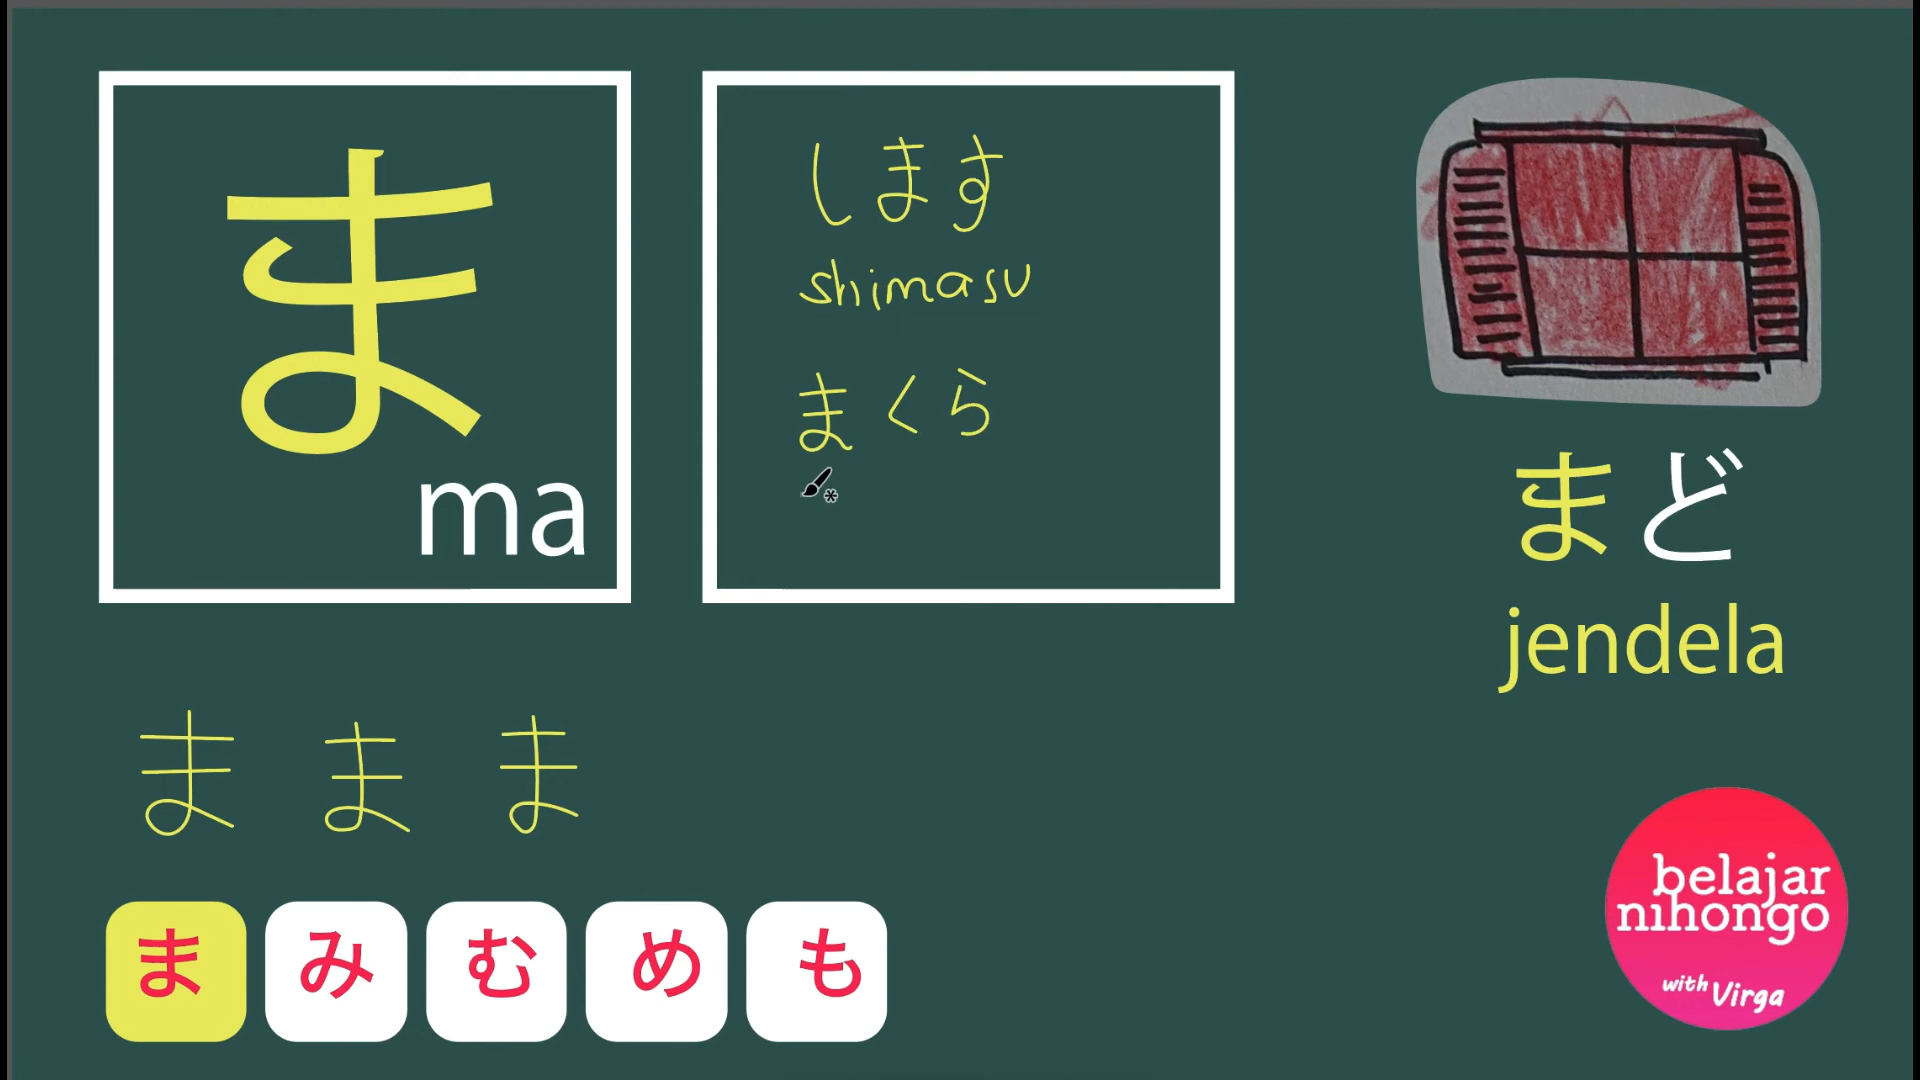 ま
ma
します
shimasu
まくら
まど
jendela
ま ま ま
ま み む め も
belajar
nihongo
with Virga